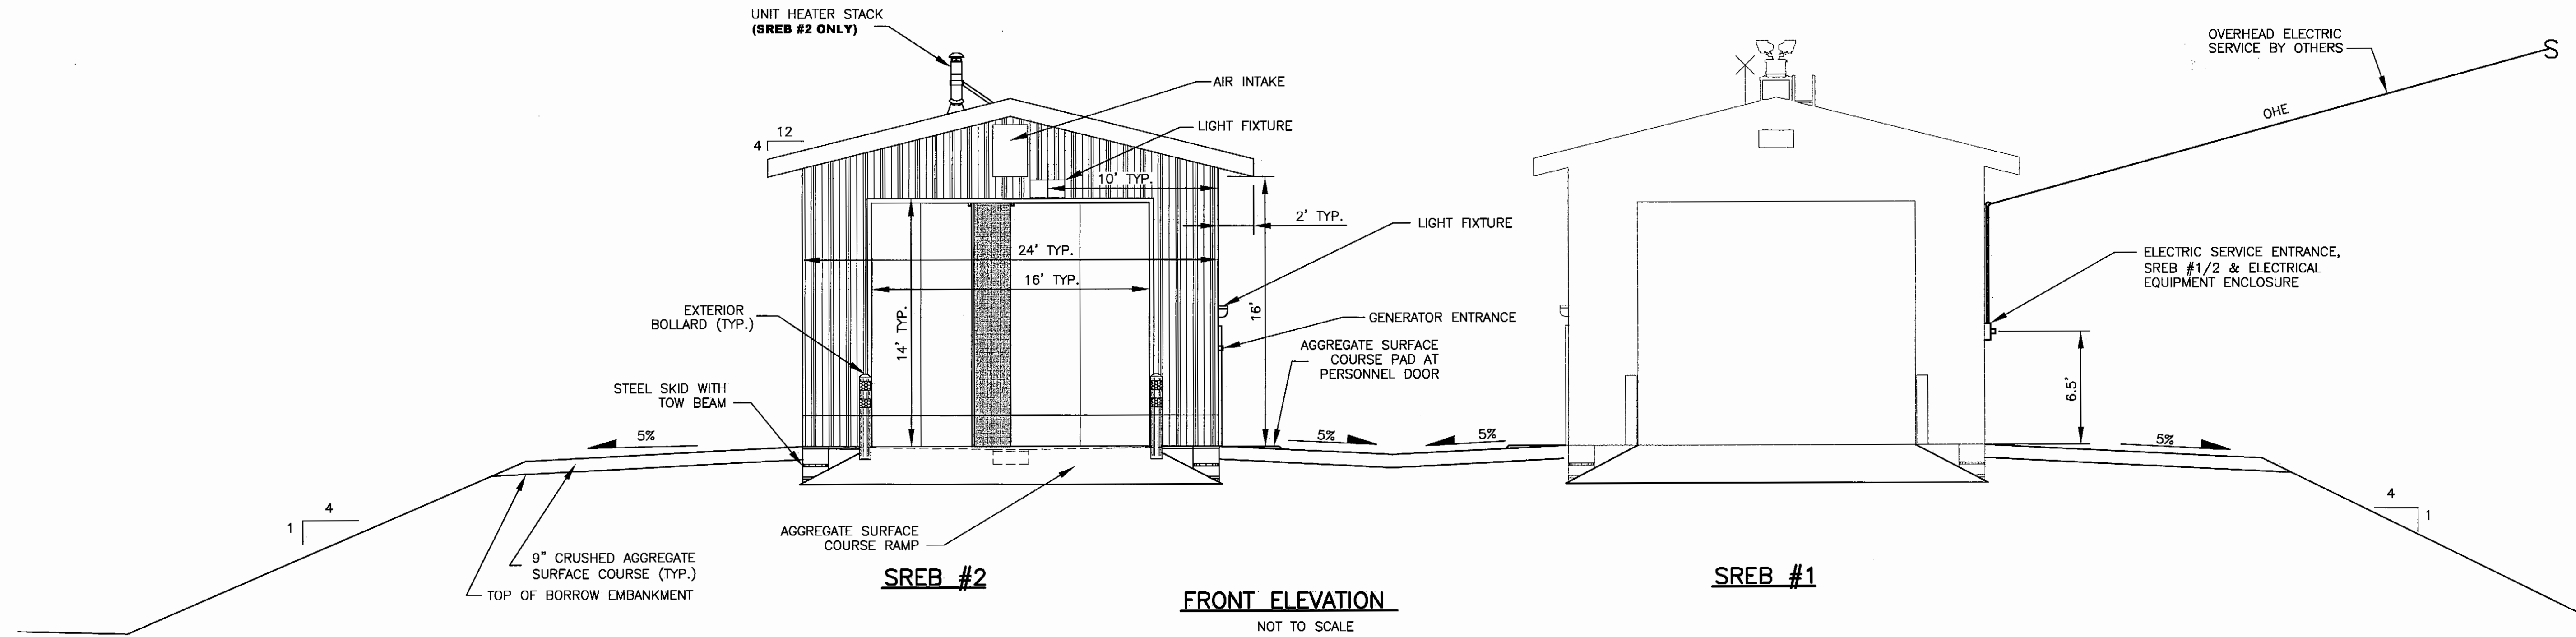 UNIT HEATER STACK
(SREB #2 ONLY)
AIR INTAKE
LIGHT FIXTURE
12
4
10' TYP.
2' TYP.
LIGHT FIXTURE
24' TYP.
16' TYP.
14' TYP.
16'
EXTERIOR
BOLLARD (TYP.)
GENERATOR ENTRANCE
AGGREGATE SURFACE
COURSE PAD AT
PERSONNEL DOOR
STEEL SKID WITH
TOW BEAM
5%
5%
5%
5%
4
1
9" CRUSHED AGGREGATE
SURFACE COURSE (TYP.)
TOP OF BORROW EMBANKMENT
AGGREGATE SURFACE
COURSE RAMP
SREB #2
OVERHEAD ELECTRIC
SERVICE BY OTHERS
S
OHE
ELECTRIC SERVICE ENTRANCE,
SREB #1/2 & ELECTRICAL
EQUIPMENT ENCLOSURE
6.5'
4
1
SREB #1
FRONT ELEVATION
NOT TO SCALE